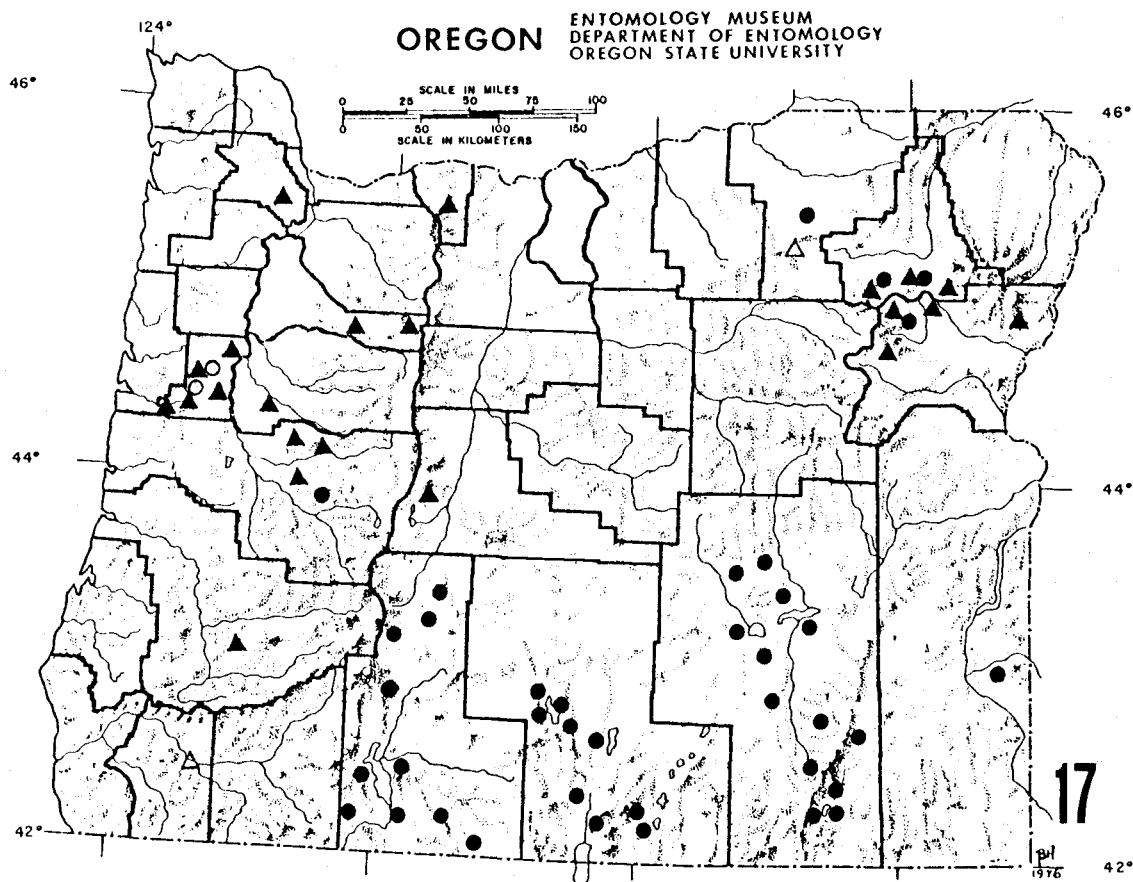 124°
OREGON
ENTOMOLOGY MUSEUM
DEPARTMENT OF ENTOMOLOGY
OREGON STATE UNIVERSITY
46°
SCALE IN MILES
0 25 50 75 100
0 50 100 150
SCALE IN KILOMETERS
46°
44°
44°
17
42°
BH
1976
42°